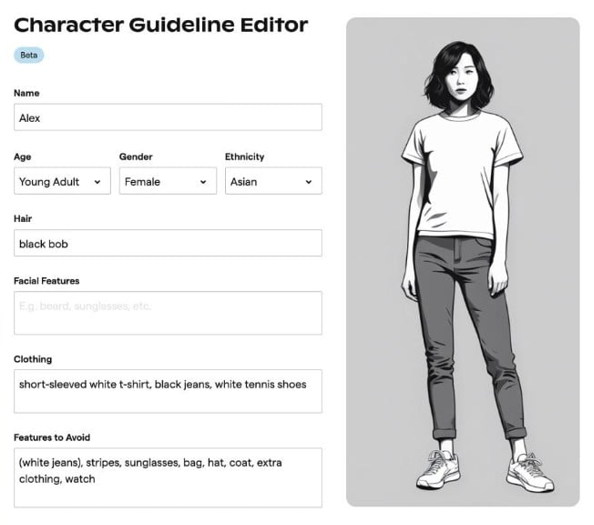 Character Guideline Editor
Beta
Name
Alex
Age Gender Ethnicity
Young Adult Female Asian
Hair
black bob
Facial Features
E.g. beard, sunglasses, etc.
Clothing
short-sleeved white t-shirt, black jeans, white tennis shoes
Features to Avoid
(white jeans), stripes, sunglasses, bag, hat, coat, extra
clothing, watch